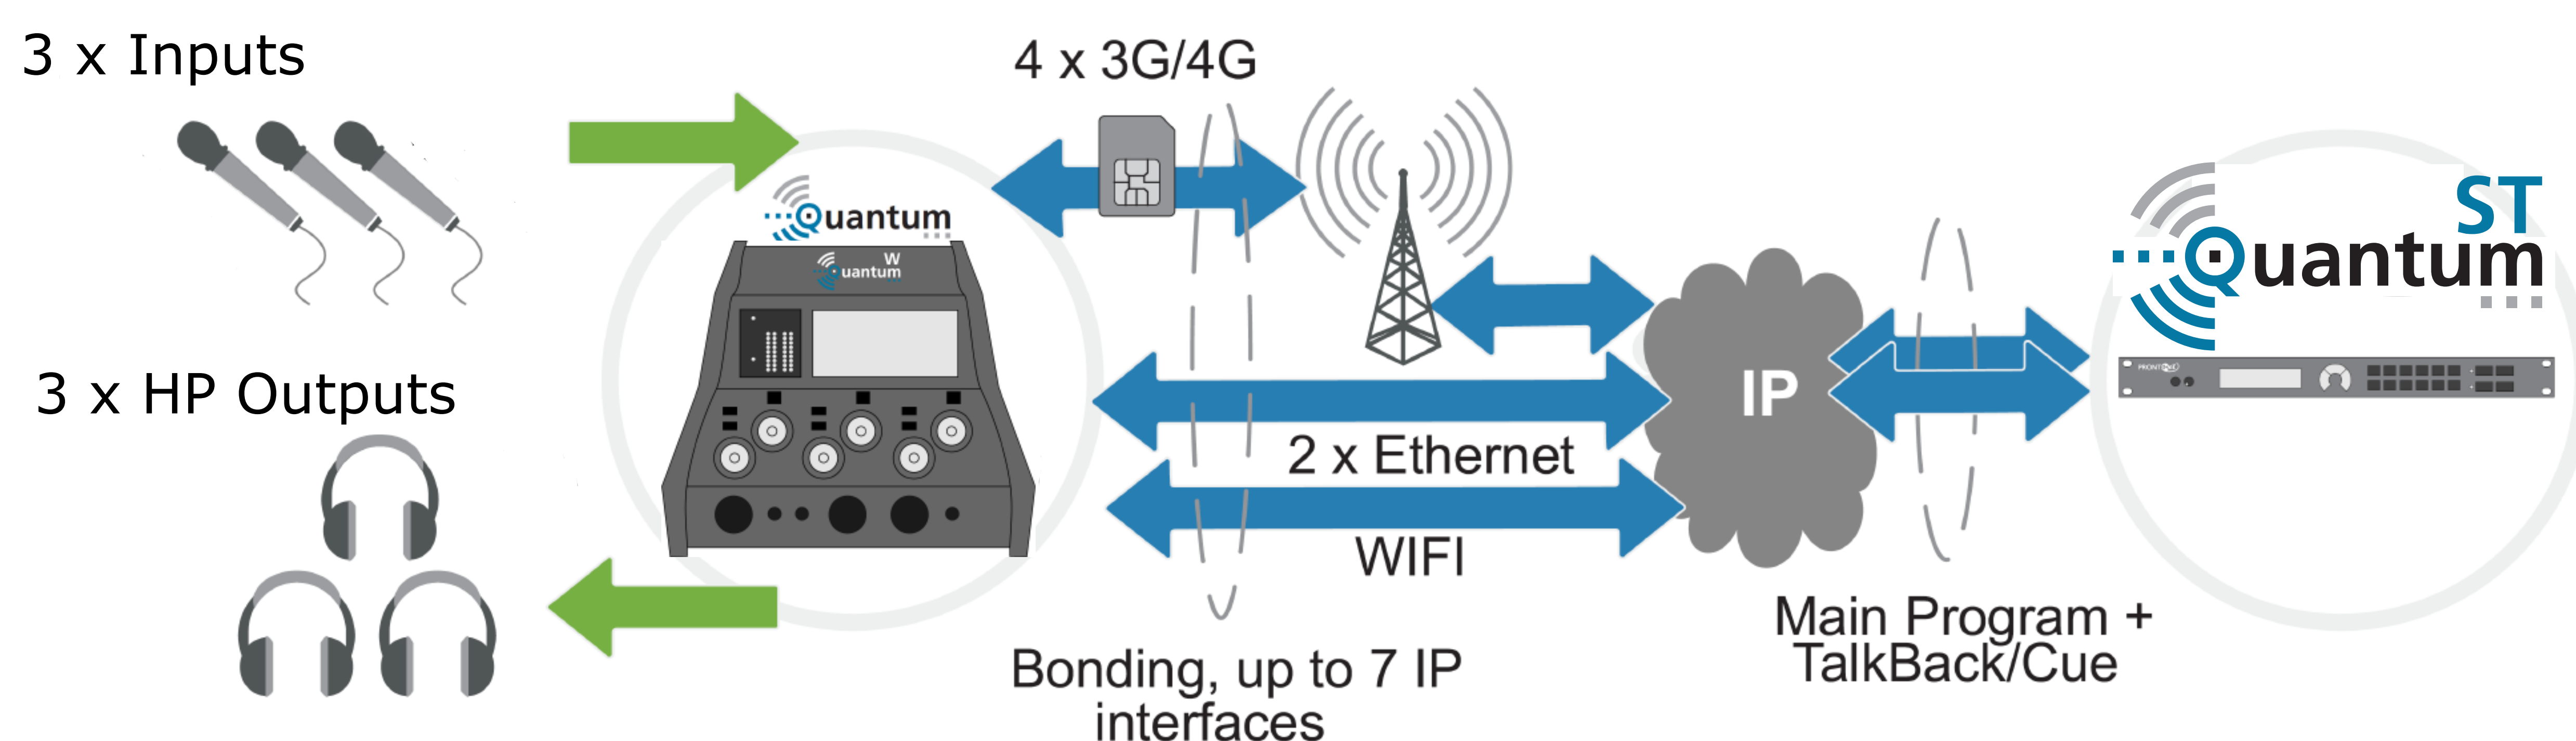 3 x Inputs
3 x HP Outputs
Quantum
W
Quantum
4 x 3G/4G
2 x Ethernet
WIFI
Bonding, up to 7 IP
interfaces
IP
Main Program +
TalkBack/Cue
ST
Quantum